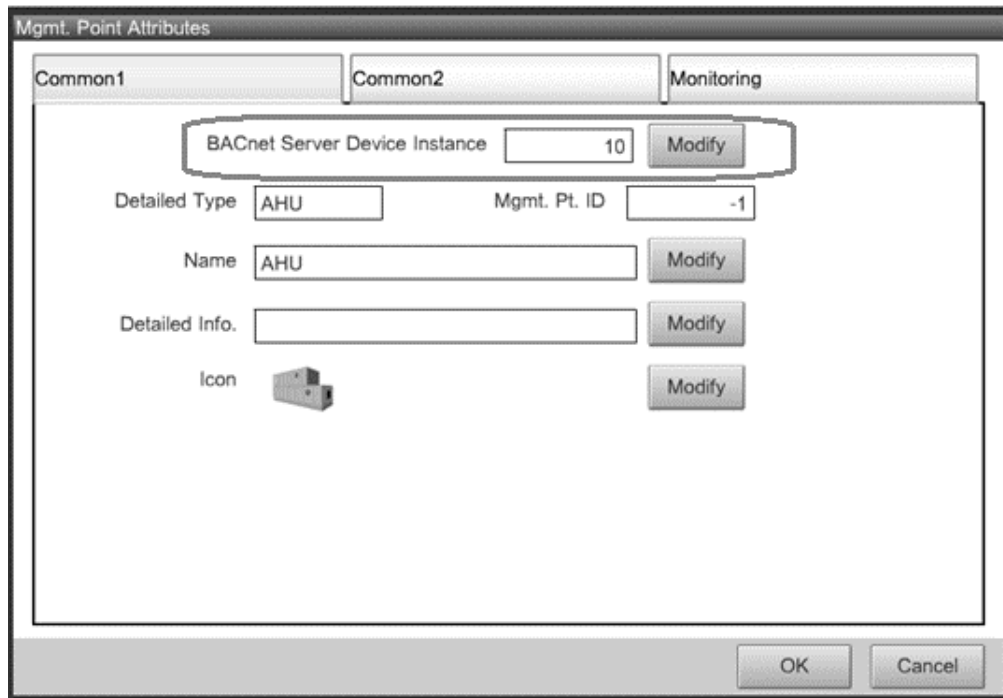 Mgmt. Point Attributes
Common1 Common2 Monitoring
BACnet Server Device Instance 10 Modify
Detailed Type AHU Mgmt. Pt. ID -1
Name AHU Modify
Detailed Info. Modify
Icon Modify
OK Cancel